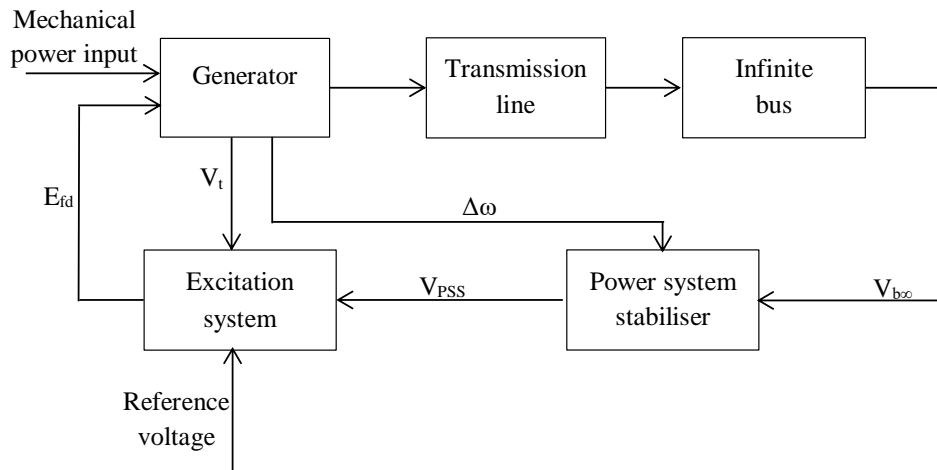 Mechanical
power input
Generator
Transmission
line
Infinite
bus
E_fd
V_t
Δω
Excitation
system
V_PSS
Power system
stabiliser
V_b∞
Reference
voltage